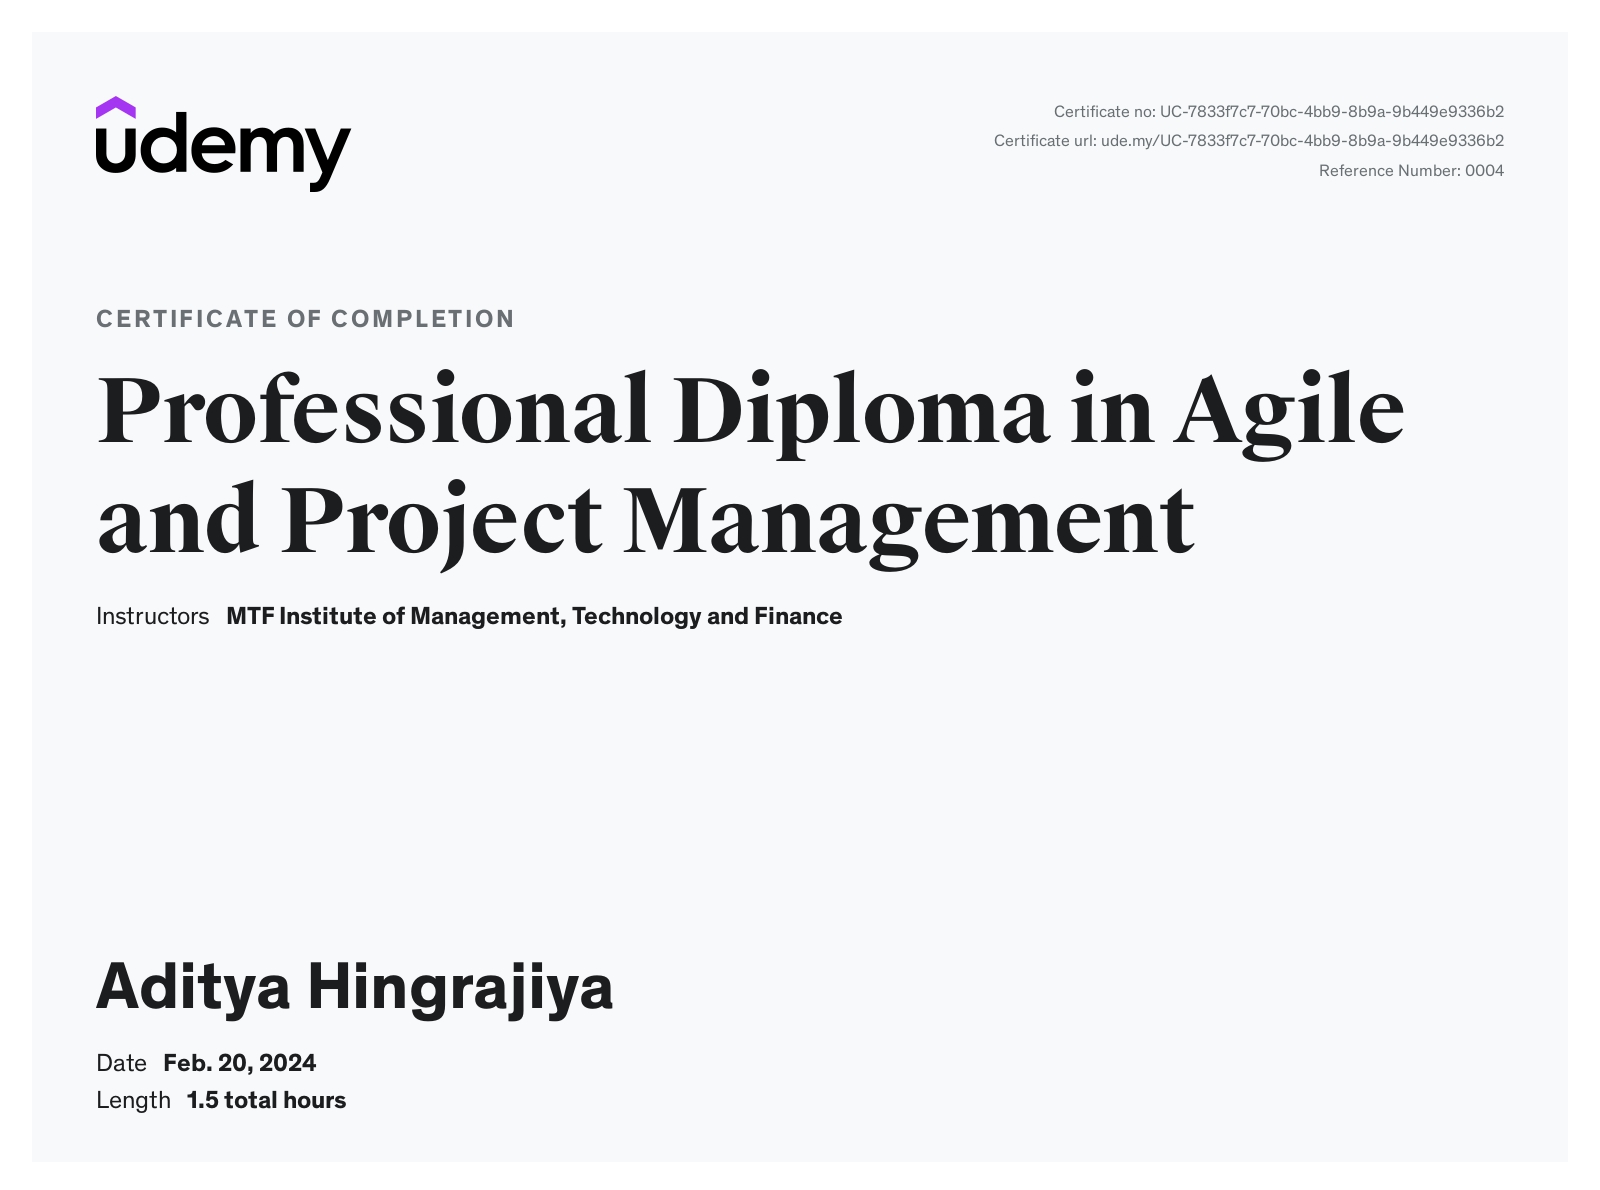 udemy
Certificate no: UC-7833f7c7-70bc-4bb9-8b9a-9b449e9336b2
Certificate url: ude.my/UC-7833f7c7-70bc-4bb9-8b9a-9b449e9336b2
Reference Number: 0004
CERTIFICATE OF COMPLETION
Professional Diploma in Agile
and Project Management
Instructors MTF Institute of Management, Technology and Finance
Aditya Hingrajiya
Date Feb. 20, 2024
Length 1.5 total hours